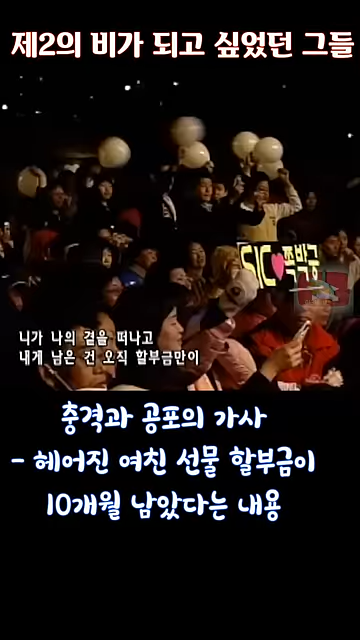 제2의 비가 되고 싶었던 그들
SIC♥쪽박금
니가 나의 곁을 떠나고
내게 남은 건 오직 할부금만이
충격과 공포의 가사
- 헤어진 여친 선물 할부금이
10개월 남았다는 내용